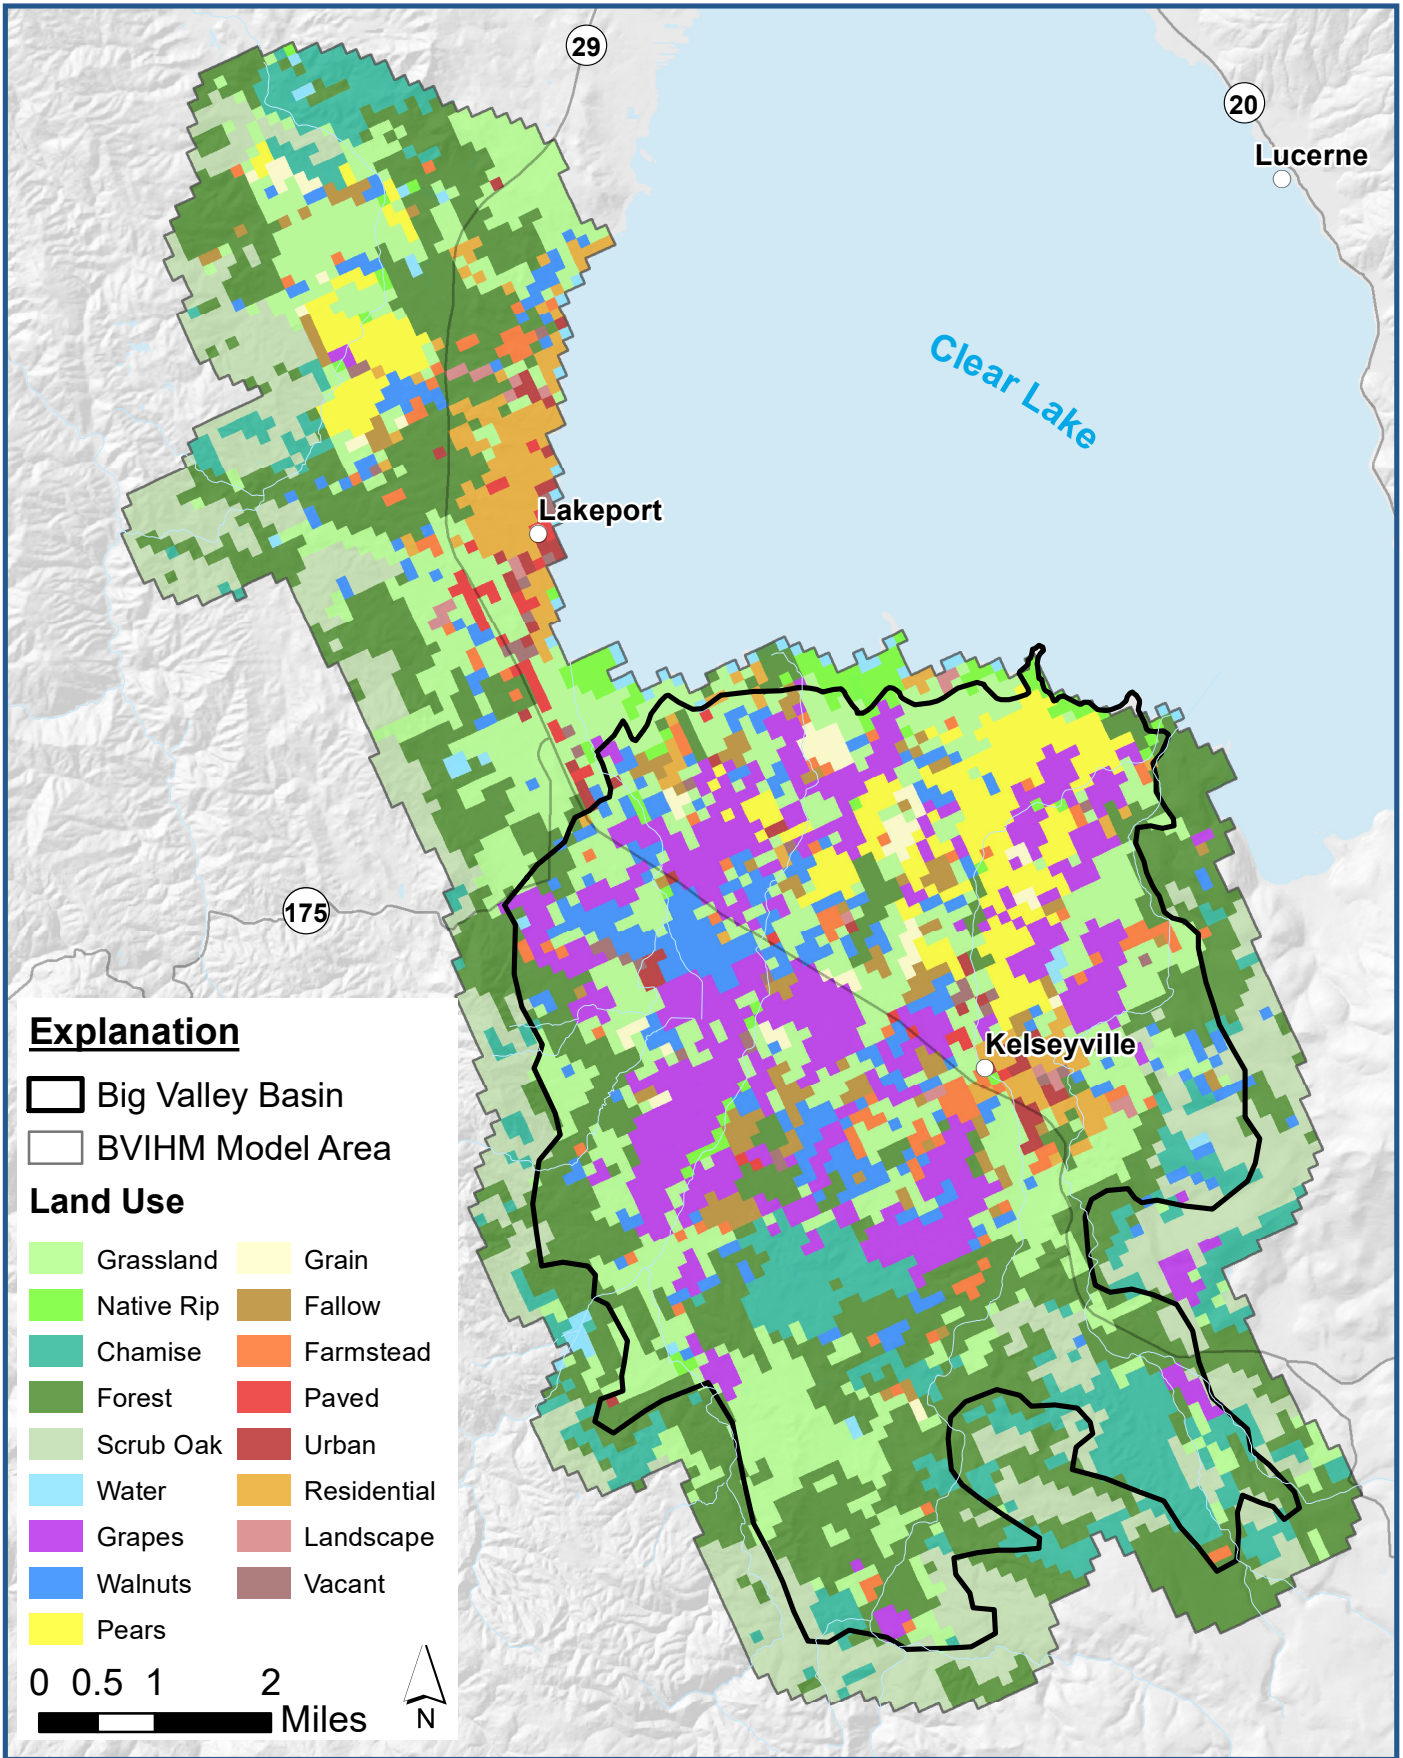 29
20
Lucerne
Clear Lake
Lakeport
175
Kelseyville
Explanation
Big Valley Basin
BVIHM Model Area
Land Use
Grassland
Native Rip
Chamise
Forest
Scrub Oak
Water
Grapes
Walnuts
Pears
Grain
Fallow
Farmstead
Paved
Urban
Residential
Landscape
Vacant
0 0.5 1 2
Miles
N